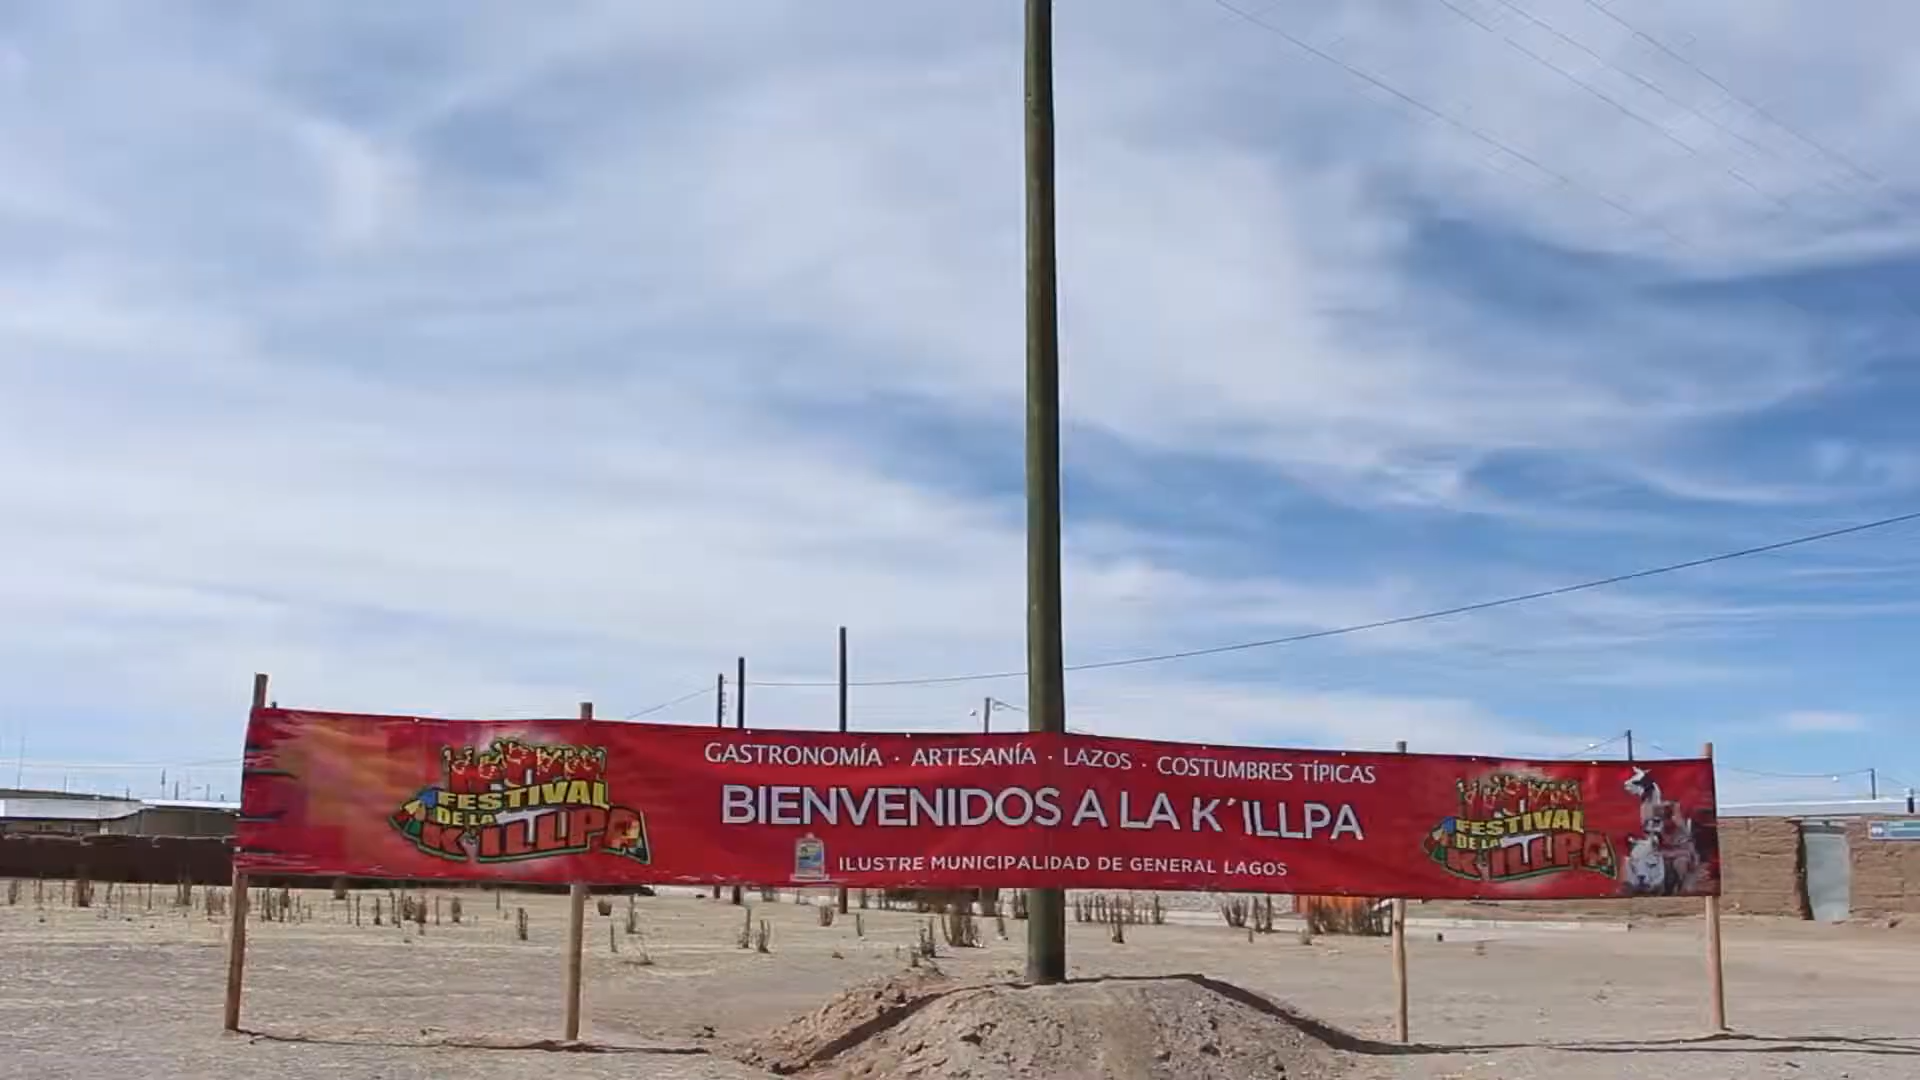 FESTIVAL
DE LA
K´ILLPA
GASTRONOMÍA · ARTESANÍA · LAZOS · COSTUMBRES TÍPICAS
BIENVENIDOS A LA K´ILLPA
ILUSTRE MUNICIPALIDAD DE GENERAL LAGOS
FESTIVAL
DE LA
K´ILLPA